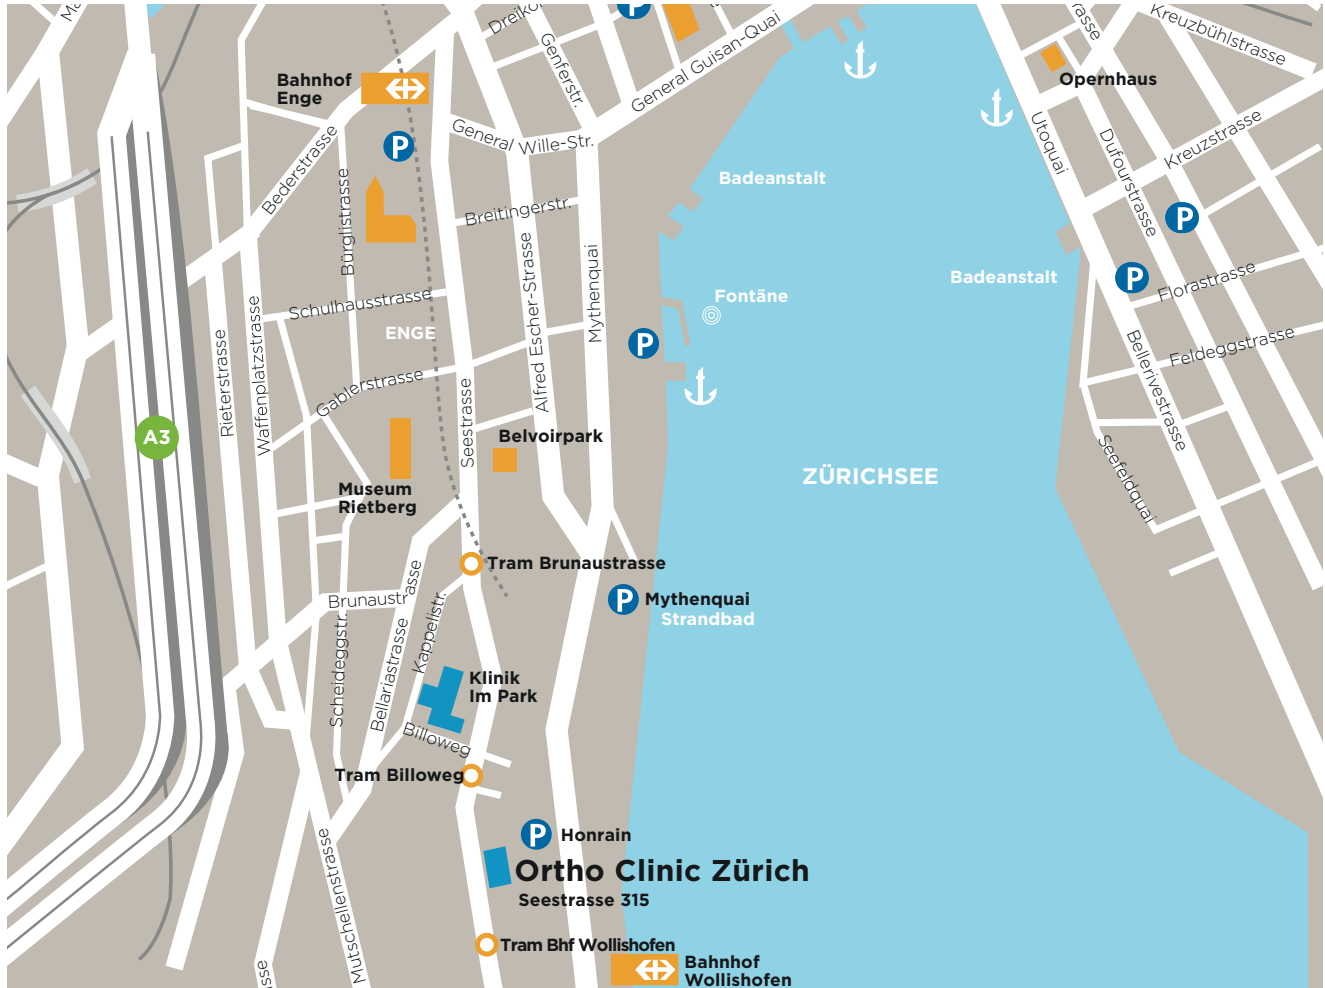 Dreikö
Genferstr.
General Guisan-Quai
Kreuzbühlstrasse
Opernhaus
Bahnhof
Enge
P
P
General Wille-Str.
Utoquai
Dufourstrasse
Kreuzstrasse
Bederstrasse
Bürglistrasse
Breitingerstr.
Badeanstalt
P
Badeanstalt
P
Florastrasse
Schulhausstrasse
Fontäne
ENGE
Rieterstrasse
Waffenplatzstrasse
Alfred Escher-Strasse
Mythenquai
P
Bellerivestrasse
Feldeggstrasse
Gablerstrasse
Seestrasse
A3
Belvoirpark
Museum
Rietberg
ZÜRICHSEE
Seefeldquai
Tram Brunaustrasse
P
Mythenquai
Strandbad
Brunaustrasse
Scheideggstr.
Bellariastrasse
Kappelistr.
Klinik
Im Park
Billoweg
Tram Billoweg
P
Honrain
Ortho Clinic Zürich
Seestrasse 315
Mutschellenstrasse
Tram Bhf Wollishofen
Bahnhof
Wollishofen
sse